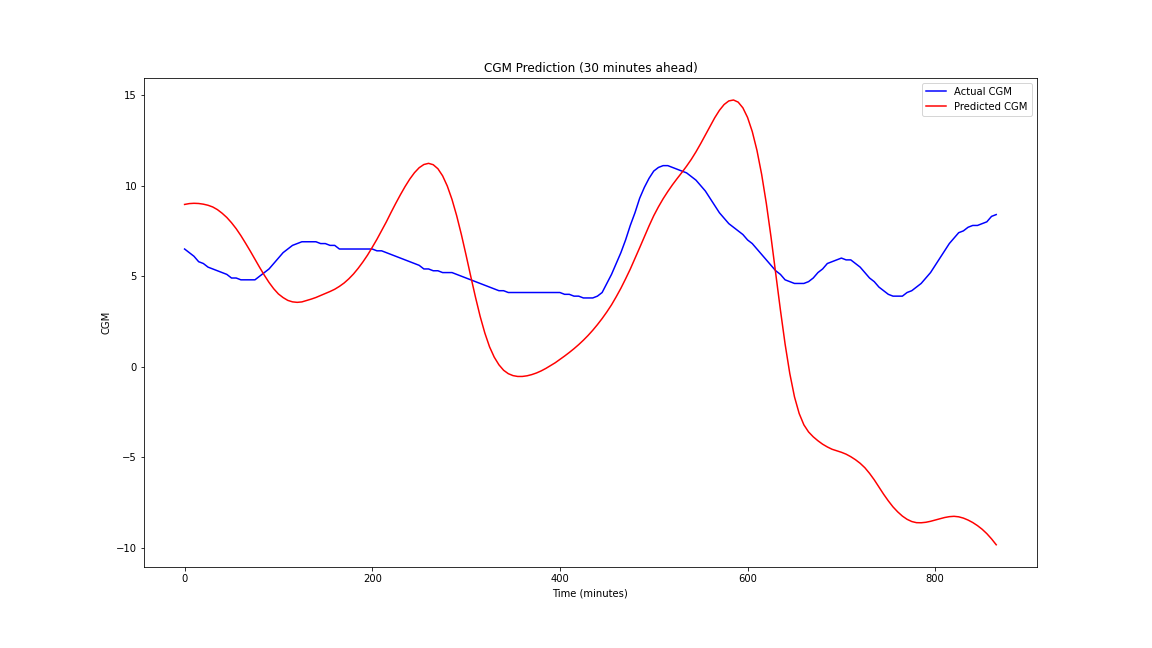 CGM Prediction (30 minutes ahead)
Actual CGM
Predicted CGM
15
10
5
0
−5
−10
CGM
0 200 400 600 800
Time (minutes)